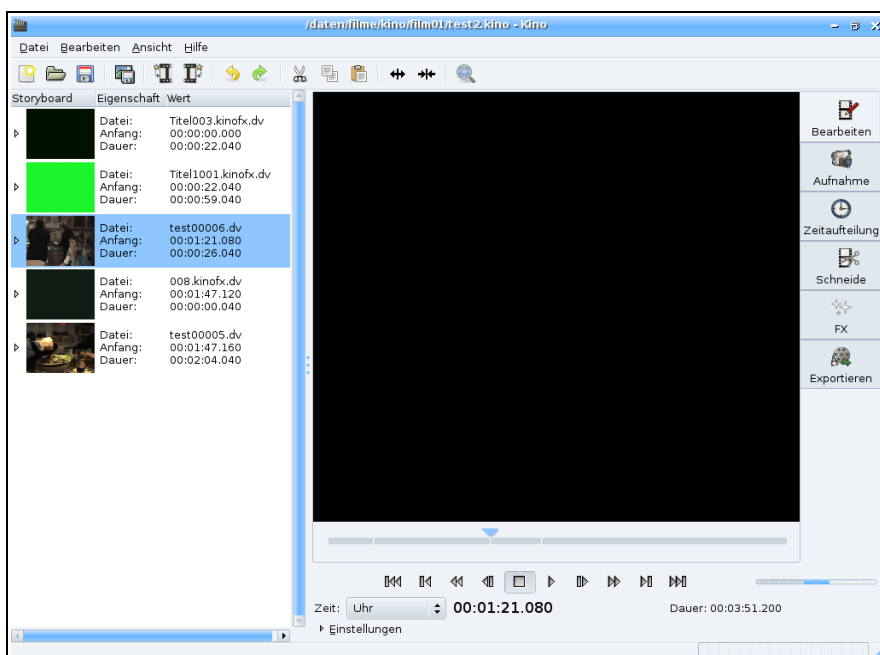 /daten/filme/kino/film01/test2.kino - Kino
Datei Bearbeiten Ansicht Hilfe
Storyboard Eigenschaft Wert
Datei: Titel003.kinofx.dv
Anfang: 00:00:00.000
Dauer: 00:00:22.040
Datei: Titel1001.kinofx.dv
Anfang: 00:00:22.040
Dauer: 00:00:59.040
Datei: test00006.dv
Anfang: 00:01:21.080
Dauer: 00:00:26.040
Datei: 008.kinofx.dv
Anfang: 00:01:47.120
Dauer: 00:00:00.040
Datei: test00005.dv
Anfang: 00:01:47.160
Dauer: 00:02:04.040
Bearbeiten
Aufnahme
Zeitaufteilung
Schneide
FX
Exportieren
Zeit: Uhr 00:01:21.080 Dauer: 00:03:51.200
Einstellungen